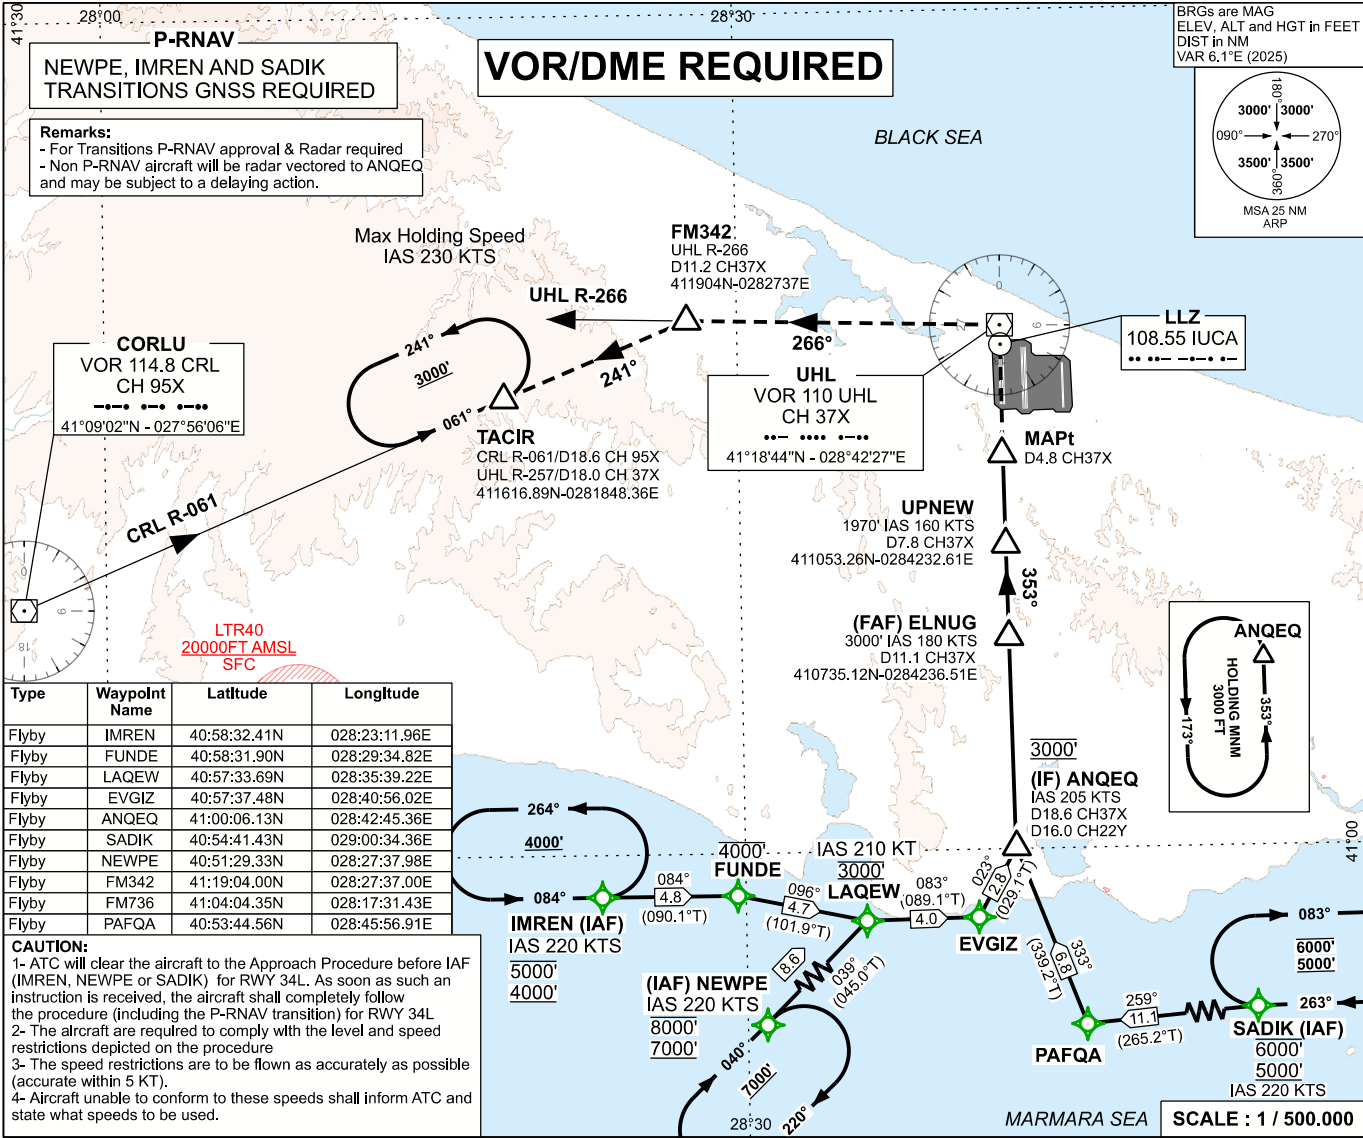 41°30
28°00
28°30
P-RNAV
NEWPE, IMREN AND SADIK
TRANSITIONS GNSS REQUIRED
VOR/DME REQUIRED
BRGs are MAG
ELEV, ALT and HGT in FEET
DIST in NM
VAR 6.1°E (2025)
180°
3000' 3000'
090° 270°
3500' 3500'
360°
MSA 25 NM
ARP
Remarks:
- For Transitions P-RNAV approval & Radar required
- Non P-RNAV aircraft will be radar vectored to ANQEQ
and may be subject to a delaying action.
BLACK SEA
Max Holding Speed
IAS 230 KTS
FM342
UHL R-266
D11.2 CH37X
411904N-0282737E
UHL R-266
266°
241°
241°
3000'
061°
CORLU
VOR 114.8 CRL
CH 95X
41°09'02"N - 027°56'06"E
TACIR
CRL R-061/D18.6 CH 95X
UHL R-257/D18.0 CH 37X
411616.89N-0281848.36E
CRL R-061
UHL
VOR 110 UHL
CH 37X
41°18'44"N - 028°42'27"E
0
9
27
LLZ
108.55 IUCA
MAPt
D4.8 CH37X
UPNEW
1970' IAS 160 KTS
D7.8 CH37X
411053.26N-0284232.61E
353°
(FAF) ELNUG
3000' IAS 180 KTS
D11.1 CH37X
410735.12N-0284236.51E
0
9
18
LTR40
20000FT AMSL
SFC
ANQEQ
HOLDING MNM
3000 FT
173°
353°
3000'
(IF) ANQEQ
IAS 205 KTS
D18.6 CH37X
D16.0 CH22Y
41°00
Type Waypoint Name Latitude Longitude
Flyby IMREN 40:58:32.41N 028:23:11.96E
Flyby FUNDE 40:58:31.90N 028:29:34.82E
Flyby LAQEW 40:57:33.69N 028:35:39.22E
Flyby EVGIZ 40:57:37.48N 028:40:56.02E
Flyby ANQEQ 41:00:06.13N 028:42:45.36E
Flyby SADIK 40:54:41.43N 029:00:34.36E
Flyby NEWPE 40:51:29.33N 028:27:37.98E
Flyby FM342 41:19:04.00N 028:27:37.00E
Flyby FM736 41:04:04.35N 028:17:31.43E
Flyby PAFQA 40:53:44.56N 028:45:56.91E
264°
4000'
084°
IMREN (IAF)
IAS 220 KTS
5000'
4000'
084°
4.8
(090.1°T)
4000'
FUNDE
096°
4.7
(101.9°T)
IAS 210 KT
3000'
LAQEW
083°
(089.1°T)
4.0
EVGIZ
023°
2.8
(029.1°T)
8.6
039°
(045.0°T)
(IAF) NEWPE
IAS 220 KTS
8000'
7000'
040°
7000'
220°
333°
6.8
(339.2°T)
PAFQA
259°
11.1
(265.2°T)
083°
6000'
5000'
263°
SADIK (IAF)
6000'
5000'
IAS 220 KTS
CAUTION:
1- ATC will clear the aircraft to the Approach Procedure before IAF
(IMREN, NEWPE or SADIK) for RWY 34L. As soon as such an
instruction is received, the aircraft shall completely follow
the procedure (including the P-RNAV transition) for RWY 34L
2- The aircraft are required to comply with the level and speed
restrictions depicted on the procedure
3- The speed restrictions are to be flown as accurately as possible
(accurate within 5 KT).
4- Aircraft unable to conform to these speeds shall inform ATC and
state what speeds to be used.
28°30
MARMARA SEA
SCALE : 1 / 500.000